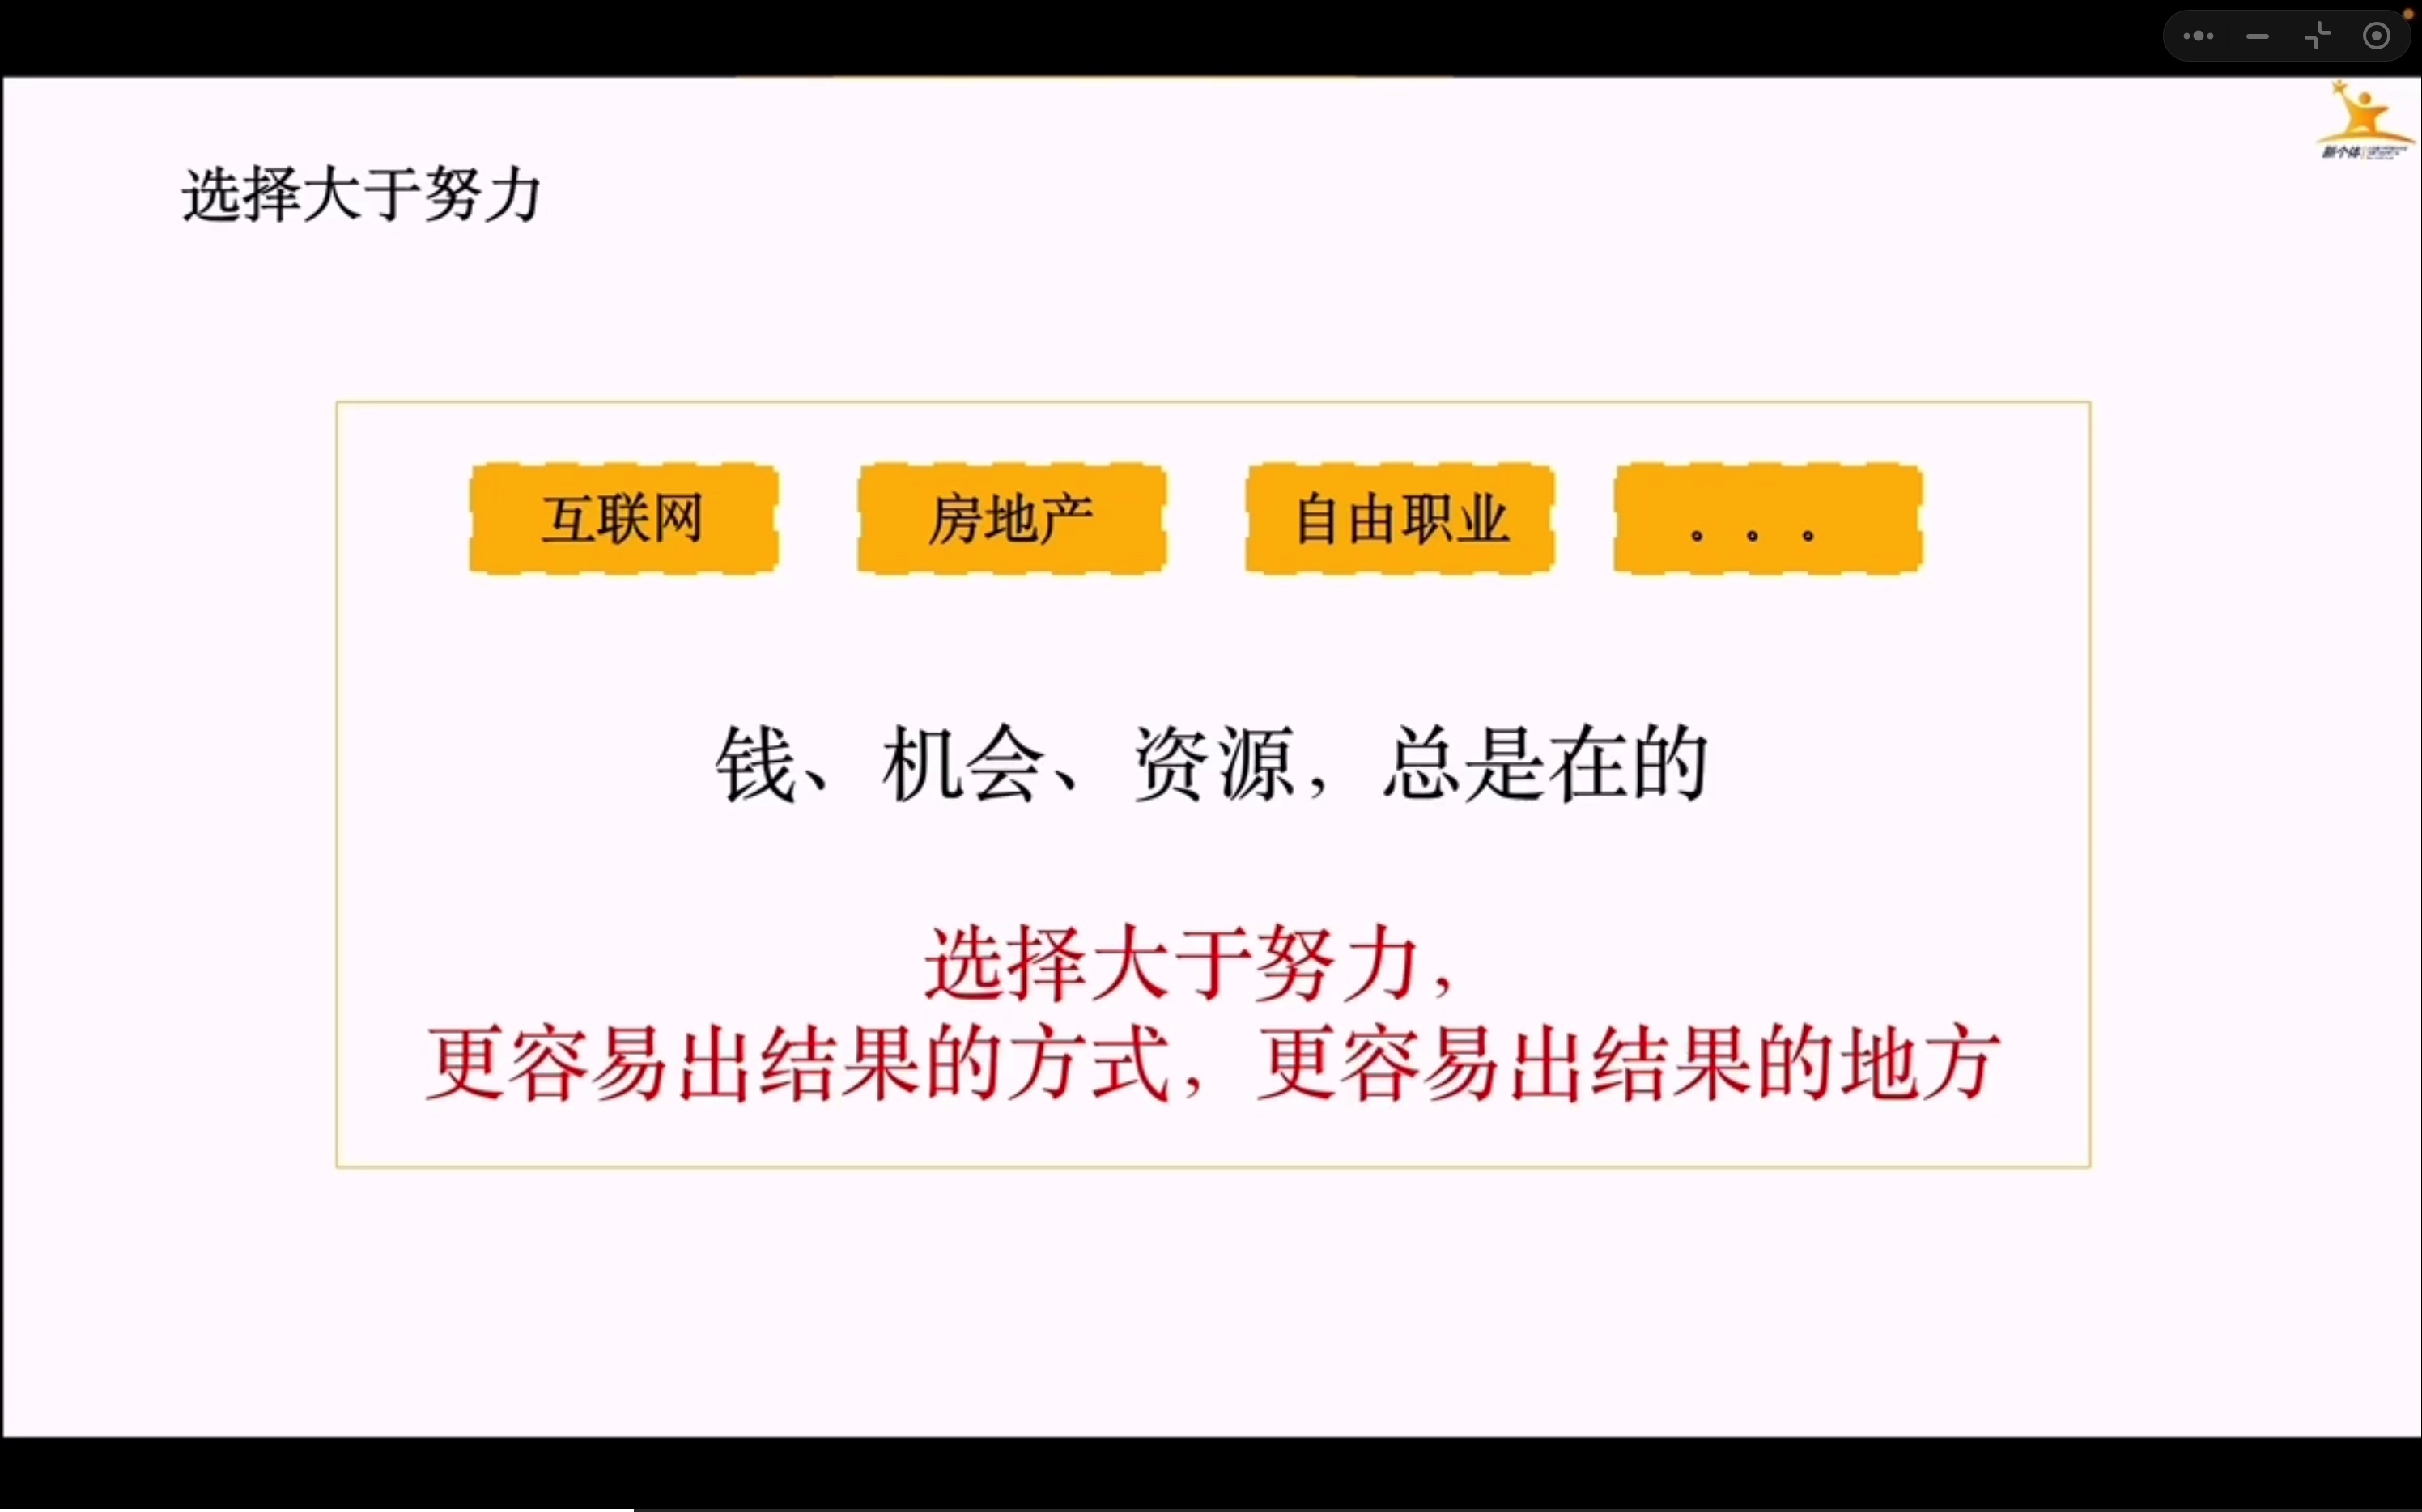 选择大于努力
互联网 房地产 自由职业 。。。
钱、机会、资源，总是在的
选择大于努力，
更容易出结果的方式，更容易出结果的地方
新个体